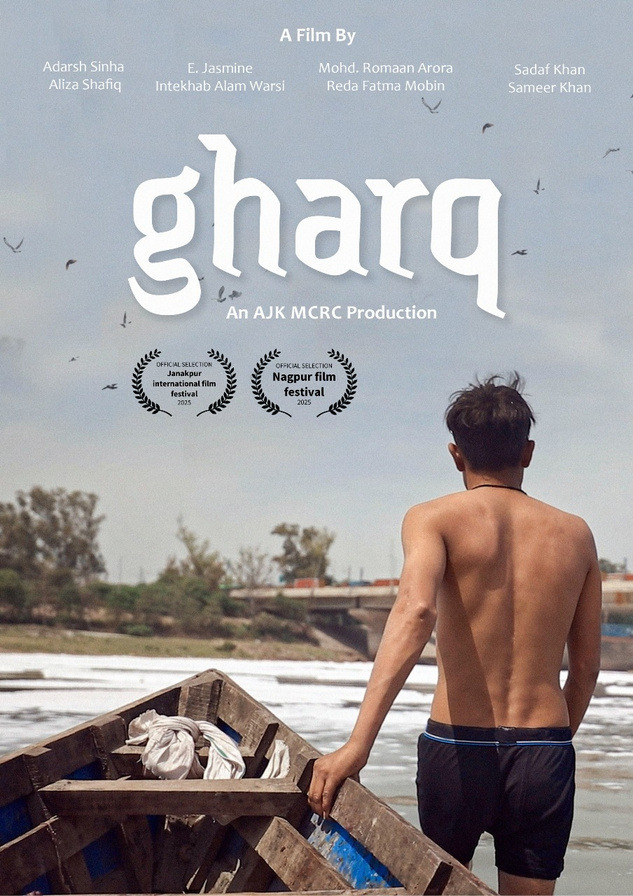 A Film By
Adarsh Sinha
Aliza Shafiq
E. Jasmine
Intekhab Alam Warsi
Mohd. Romaan Arora
Reda Fatma Mobin
Sadaf Khan
Sameer Khan
gharq
An AJK MCRC Production
OFFICIAL SELECTION
Janakpur
international film
festival
2025
OFFICIAL SELECTION
Nagpur film
festival
2025